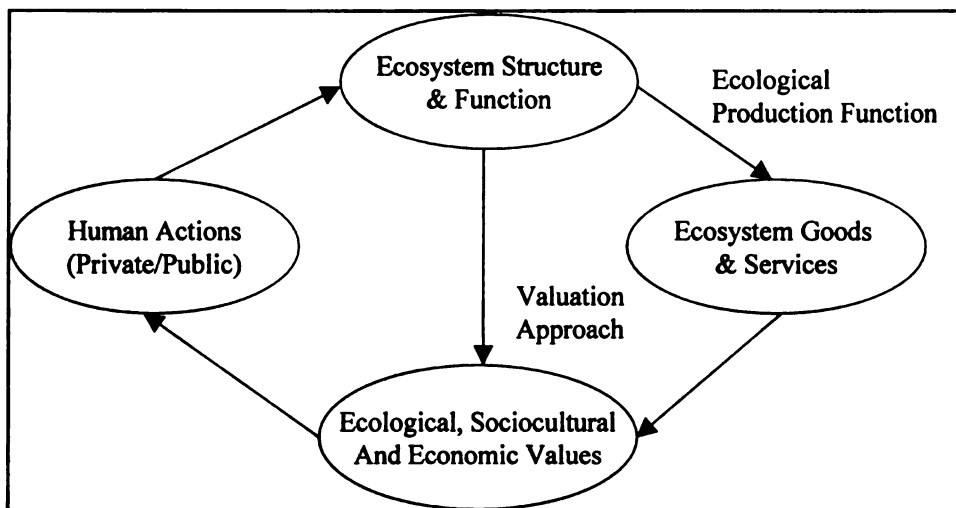 Ecosystem Structure
& Function
Ecological
Production Function
Human Actions
(Private/Public)
Ecosystem Goods
& Services
Valuation
Approach
Ecological, Sociocultural
And Economic Values